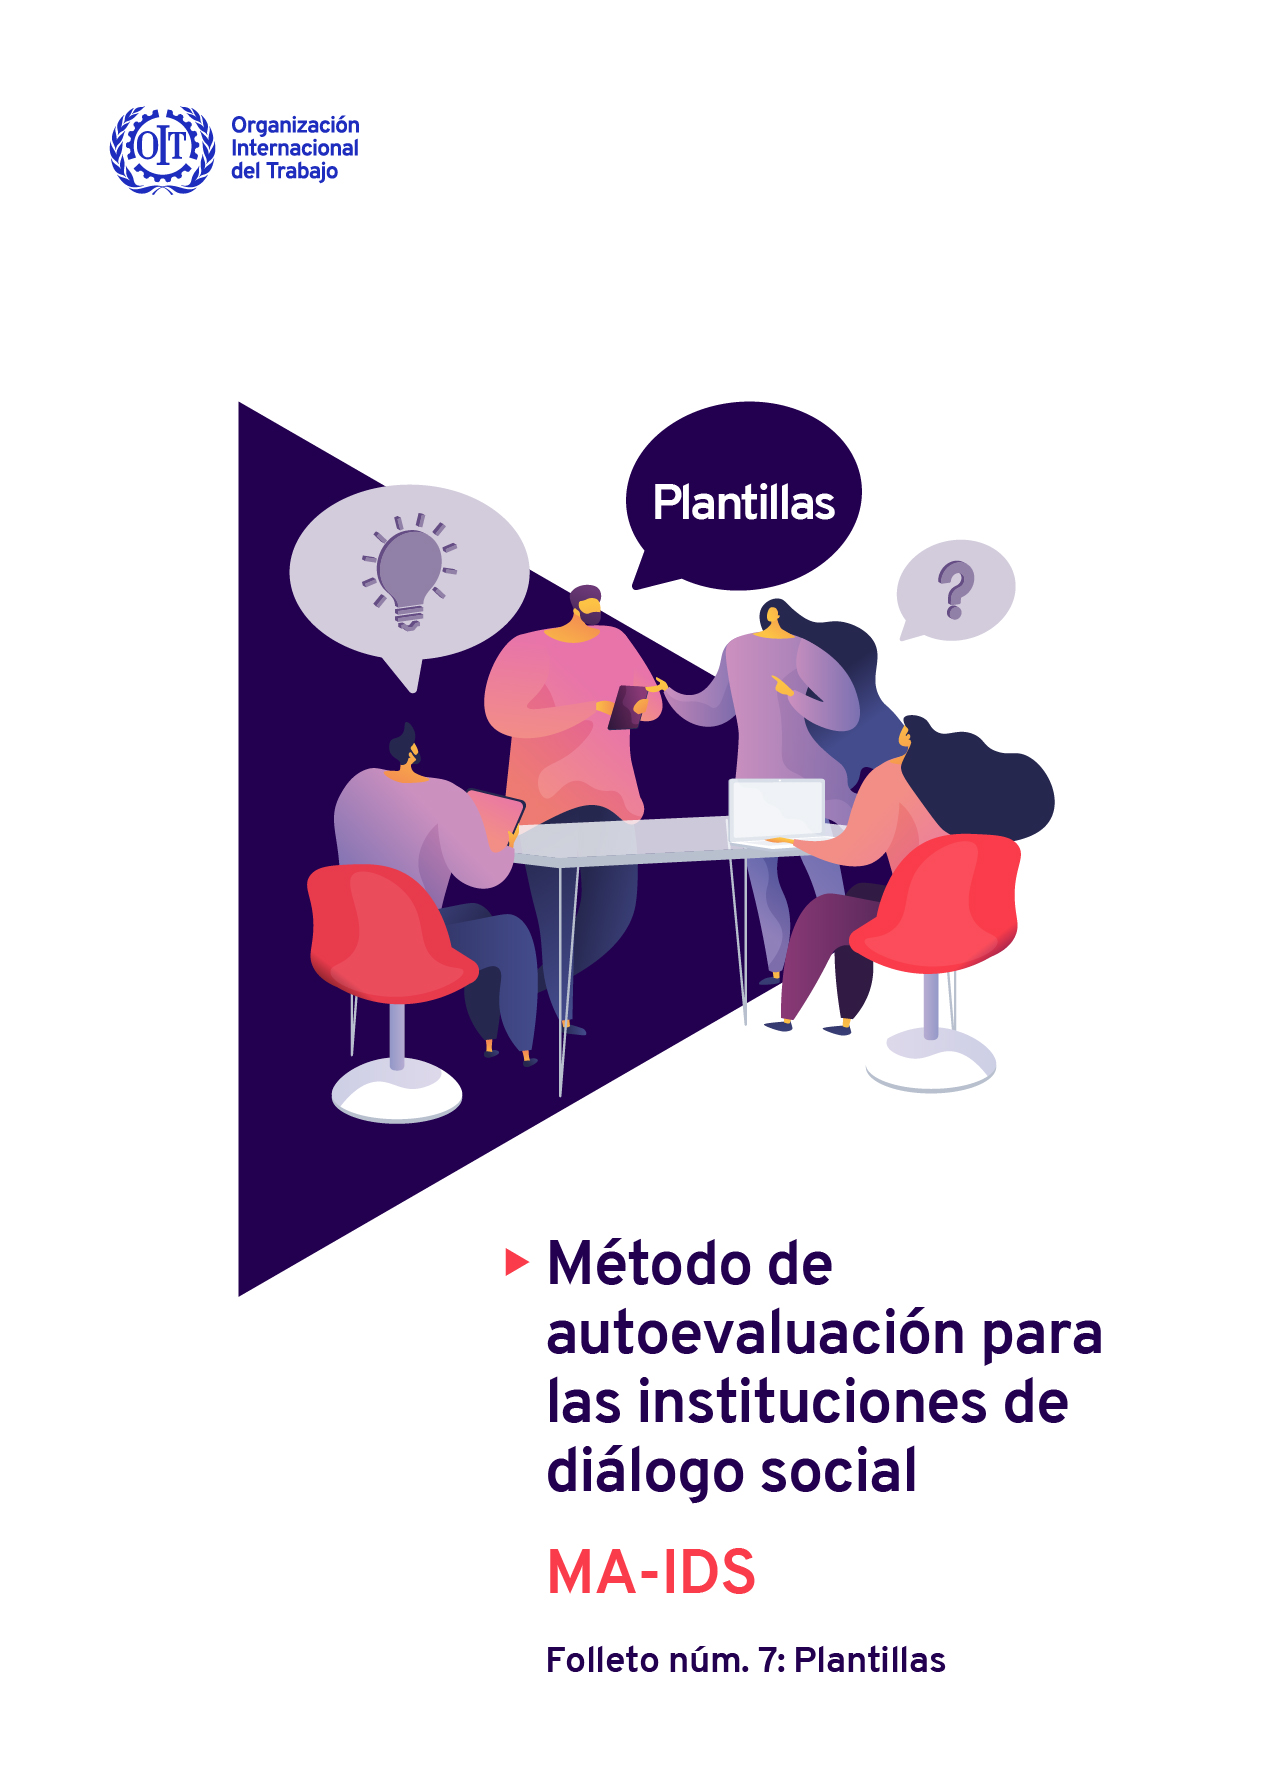 OIT
Organización
Internacional
del Trabajo
Plantillas
?
Método de
autoevaluación para
las instituciones de
diálogo social
MA-IDS
Folleto núm. 7: Plantillas